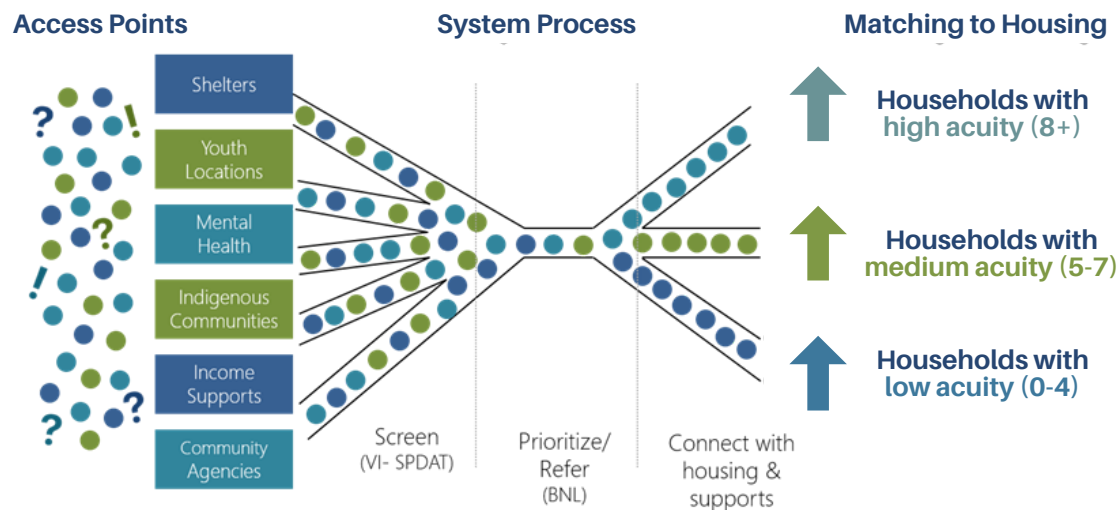 Access Points
System Process
Matching to Housing
?
!
?
!
?
?
Shelters
Youth
Locations
Mental
Health
Indigenous
Communities
Income
Supports
Community
Agencies
Screen
(VI- SPDAT)
Prioritize/
Refer
(BNL)
Connect with
housing &
supports
Households with
high acuity (8+)
Households with
medium acuity (5-7)
Households with
low acuity (0-4)